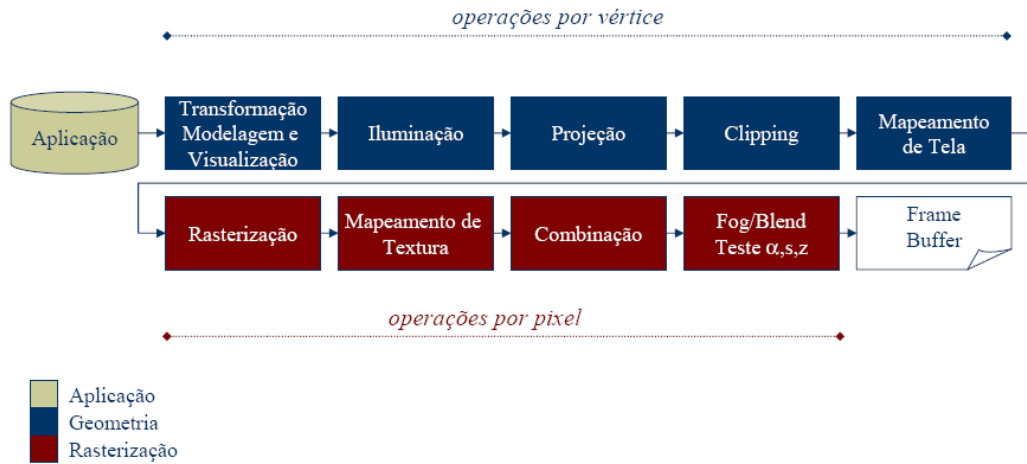 operações por vértice
Aplicação
Transformação
Modelagem e
Visualização
Iluminação
Projeção
Clipping
Mapeamento
de Tela
Rasterização
Mapeamento de
Textura
Combinação
Fog/Blend
Teste α,s,z
Frame
Buffer
operações por pixel
Aplicação
Geometria
Rasterização